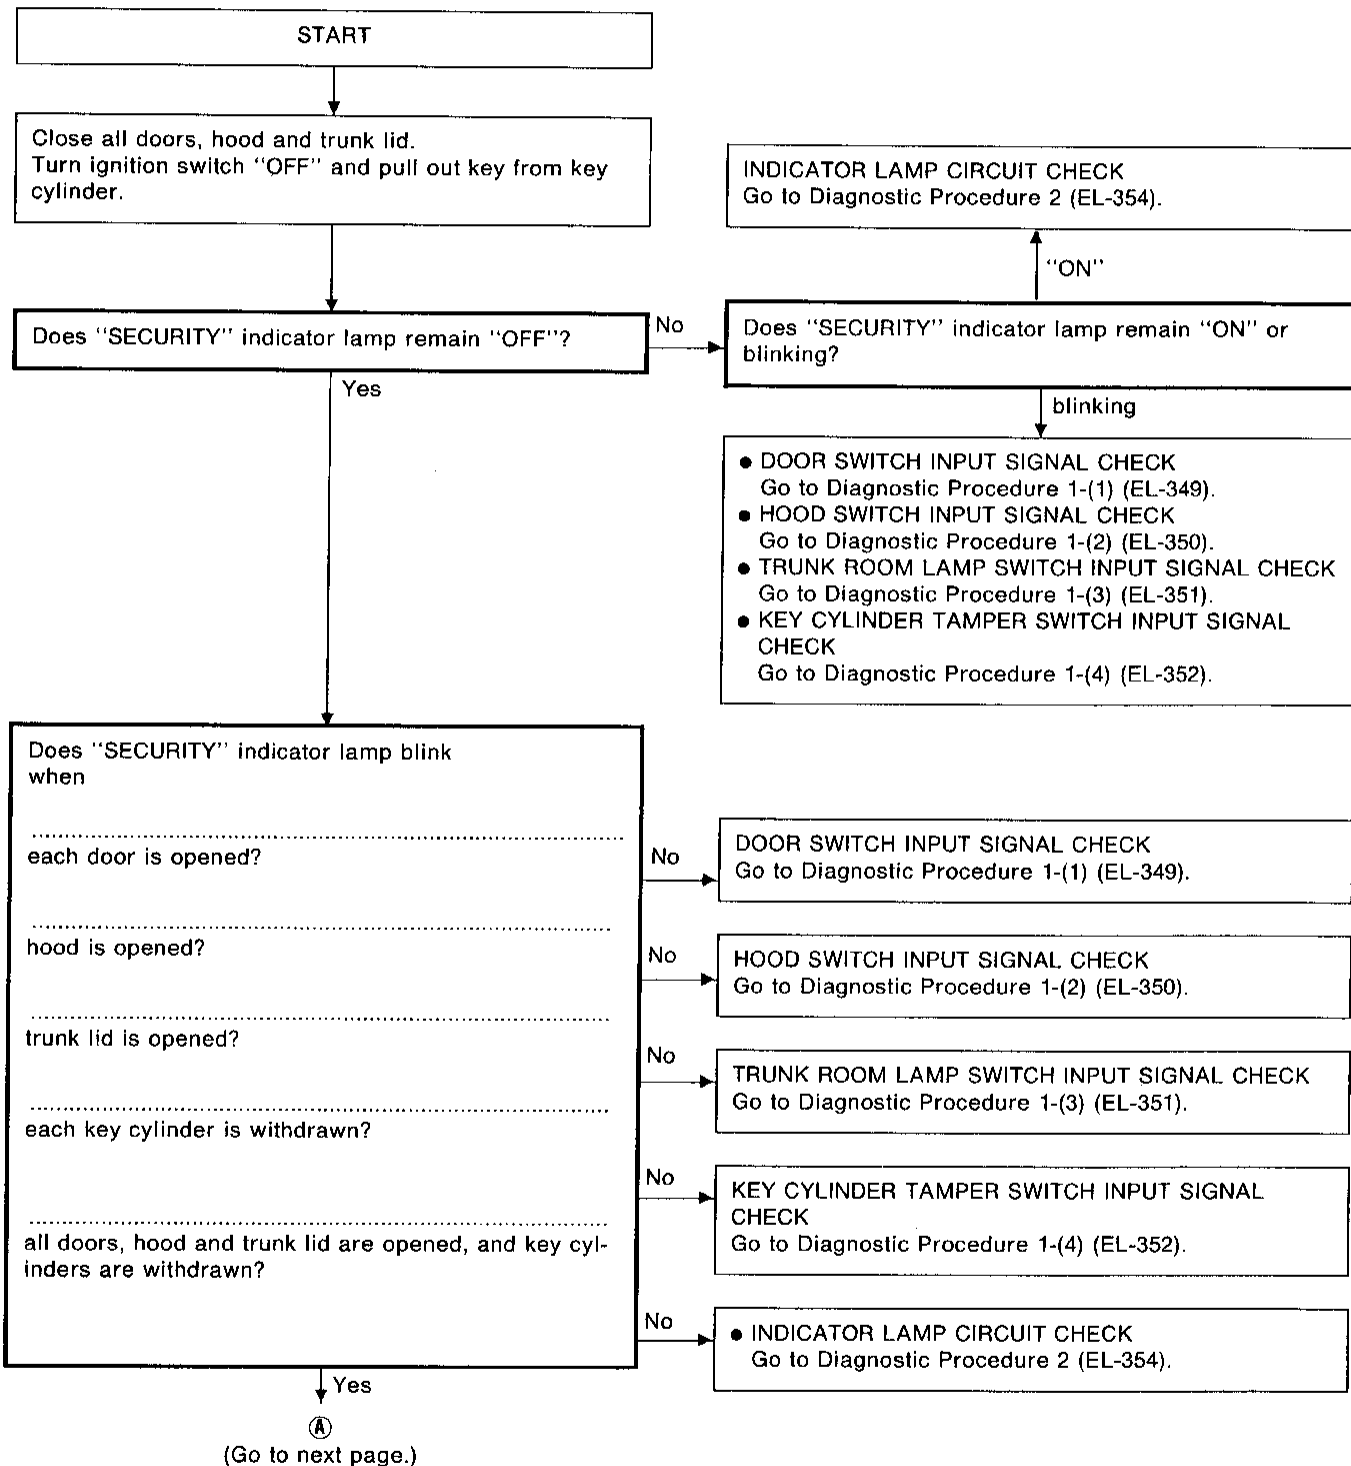 START
Close all doors, hood and trunk lid.
Turn ignition switch "OFF" and pull out key from key
cylinder.
INDICATOR LAMP CIRCUIT CHECK
Go to Diagnostic Procedure 2 (EL-354).
"ON"
Does "SECURITY" indicator lamp remain "OFF"?
No
Does "SECURITY" indicator lamp remain "ON" or
blinking?
Yes
blinking
● DOOR SWITCH INPUT SIGNAL CHECK
Go to Diagnostic Procedure 1-(1) (EL-349).
● HOOD SWITCH INPUT SIGNAL CHECK
Go to Diagnostic Procedure 1-(2) (EL-350).
● TRUNK ROOM LAMP SWITCH INPUT SIGNAL CHECK
Go to Diagnostic Procedure 1-(3) (EL-351).
● KEY CYLINDER TAMPER SWITCH INPUT SIGNAL
CHECK
Go to Diagnostic Procedure 1-(4) (EL-352).
Does "SECURITY" indicator lamp blink
when
each door is opened?
No
DOOR SWITCH INPUT SIGNAL CHECK
Go to Diagnostic Procedure 1-(1) (EL-349).
hood is opened?
No
HOOD SWITCH INPUT SIGNAL CHECK
Go to Diagnostic Procedure 1-(2) (EL-350).
trunk lid is opened?
No
TRUNK ROOM LAMP SWITCH INPUT SIGNAL CHECK
Go to Diagnostic Procedure 1-(3) (EL-351).
each key cylinder is withdrawn?
No
KEY CYLINDER TAMPER SWITCH INPUT SIGNAL
CHECK
Go to Diagnostic Procedure 1-(4) (EL-352).
all doors, hood and trunk lid are opened, and key cyl-
inders are withdrawn?
No
● INDICATOR LAMP CIRCUIT CHECK
Go to Diagnostic Procedure 2 (EL-354).
Yes
Ⓐ
(Go to next page.)